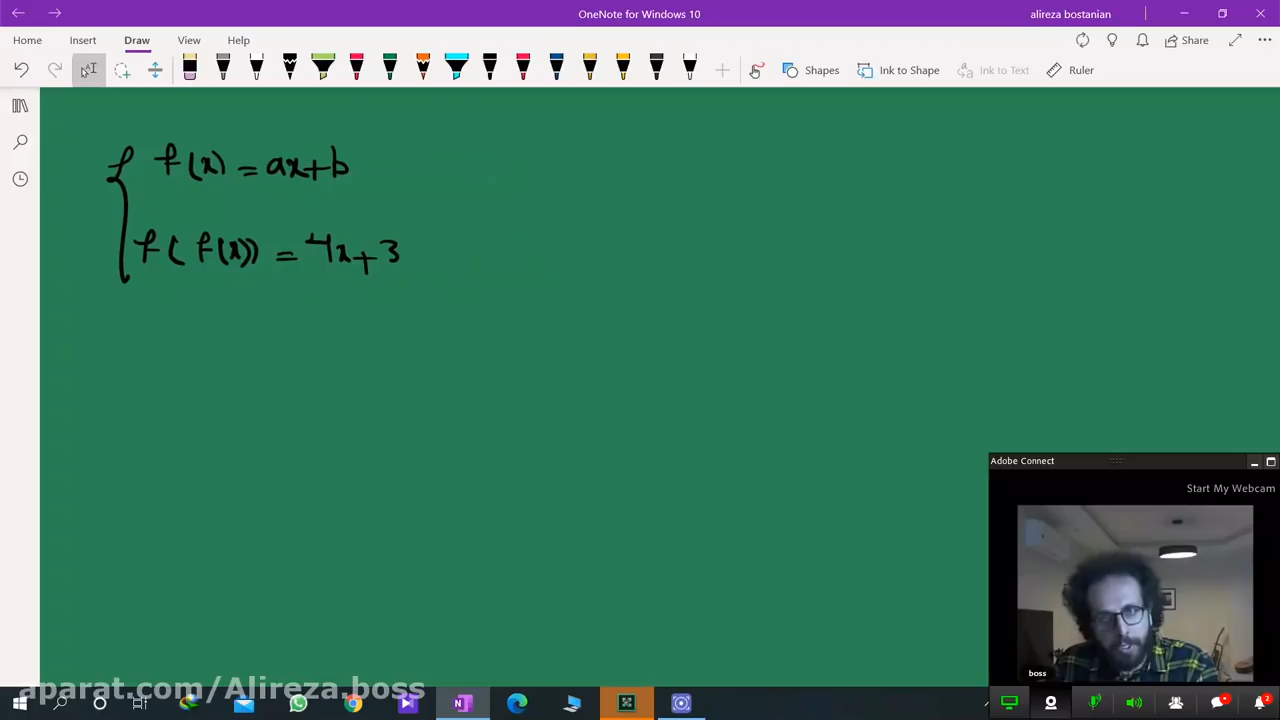 OneNote for Windows 10
alireza bostanian
Home Insert Draw View Help
Share
Shapes Ink to Shape Ink to Text Ruler
f(x) = ax+b
f(f(x)) = 4x+3
Adobe Connect
Start My Webcam
boss
aparat.com/Alireza.boss
2